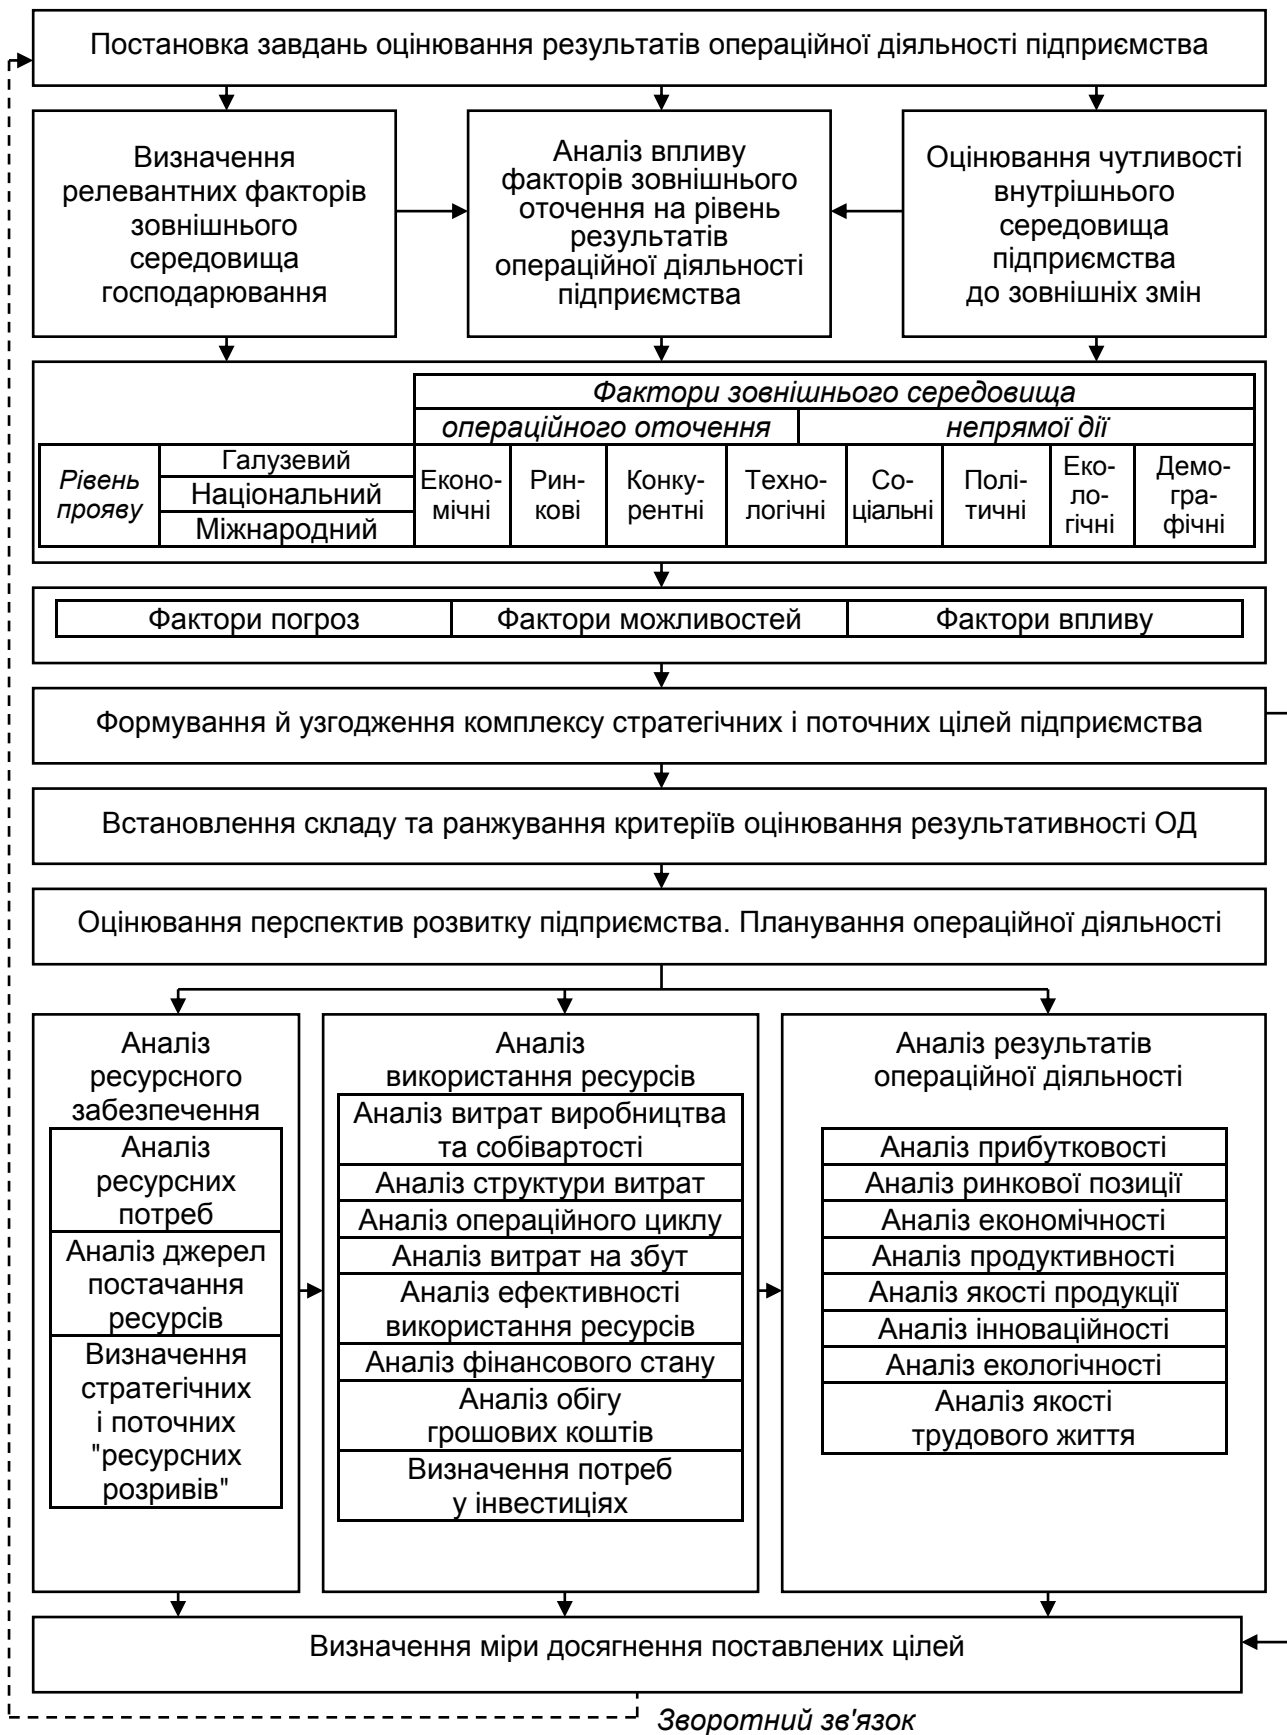 Постановка завдань оцінювання результатів операційної діяльності підприємства
Визначення
релевантних факторів
зовнішнього
середовища
господарювання
Аналіз впливу
факторів зовнішнього
оточення на рівень
результатів
операційної діяльності
підприємства
Оцінювання чутливості
внутрішнього
середовища
підприємства
до зовнішніх змін
Фактори зовнішнього середовища
операційного оточення
непрямої дії
Рівень
прояву
Галузевий
Національний
Міжнародний
Еконо-
мічні
Рин-
кові
Конку-
рентні
Техно-
логічні
Со-
ціальні
Полі-
тичні
Еко-
ло-
гічні
Демо-
гра-
фічні
Фактори погроз
Фактори можливостей
Фактори впливу
Формування й узгодження комплексу стратегічних і поточних цілей підприємства
Встановлення складу та ранжування критеріїв оцінювання результативності ОД
Оцінювання перспектив розвитку підприємства. Планування операційної діяльності
Аналіз
ресурсного
забезпечення
Аналіз
ресурсних
потреб
Аналіз джерел
постачання
ресурсів
Визначення
стратегічних
і поточних
"ресурсних
розривів"
Аналіз
використання ресурсів
Аналіз витрат виробництва
та собівартості
Аналіз структури витрат
Аналіз операційного циклу
Аналіз витрат на збут
Аналіз ефективності
використання ресурсів
Аналіз фінансового стану
Аналіз обігу
грошових коштів
Визначення потреб
у інвестиціях
Аналіз результатів
операційної діяльності
Аналіз прибутковості
Аналіз ринкової позиції
Аналіз економічності
Аналіз продуктивності
Аналіз якості продукції
Аналіз інноваційності
Аналіз екологічності
Аналіз якості
трудового життя
Визначення міри досягнення поставлених цілей
Зворотний зв'язок